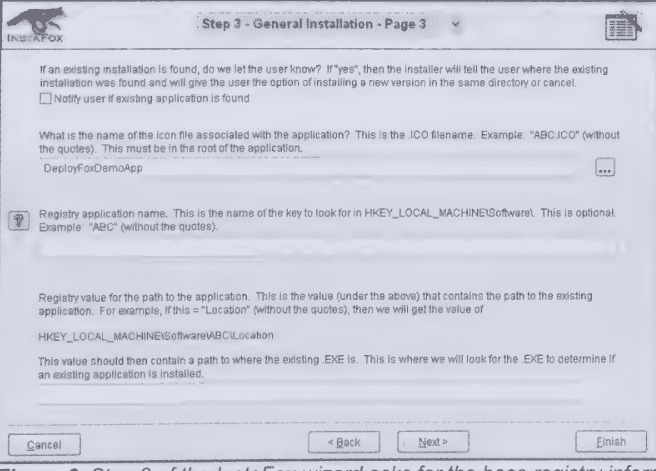 INSTAFOX
Step 3 - General Installation - Page 3
If an existing installation is found, do we let the user know? If "yes", then the installer will tell the user where the existing
installation was found and will give the user the option of installing a new version in the same directory or cancel.
Notify user if existing application is found
What is the name of the icon file associated with the application? This is the .ICO filename. Example: "ABC.ICO" (without
the quotes). This must be in the root of the application.
DeployFoxDemoApp
...
?
Registry application name. This is the name of the key to look for in HKEY_LOCAL_MACHINE\Software\. This is optional.
Example: "ABC" (without the quotes).
Registry value for the path to the application. This is the value (under the above) that contains the path to the existing
application. For example, if this = "Location" (without the quotes), then we will get the value of
HKEY_LOCAL_MACHINE\Software\ABC\Location
This value should then contain a path to where the existing .EXE is. This is where we will look for the .EXE to determine if
an existing application is installed.
Cancel
< Back
Next >
Finish
wizard asks for the base registry